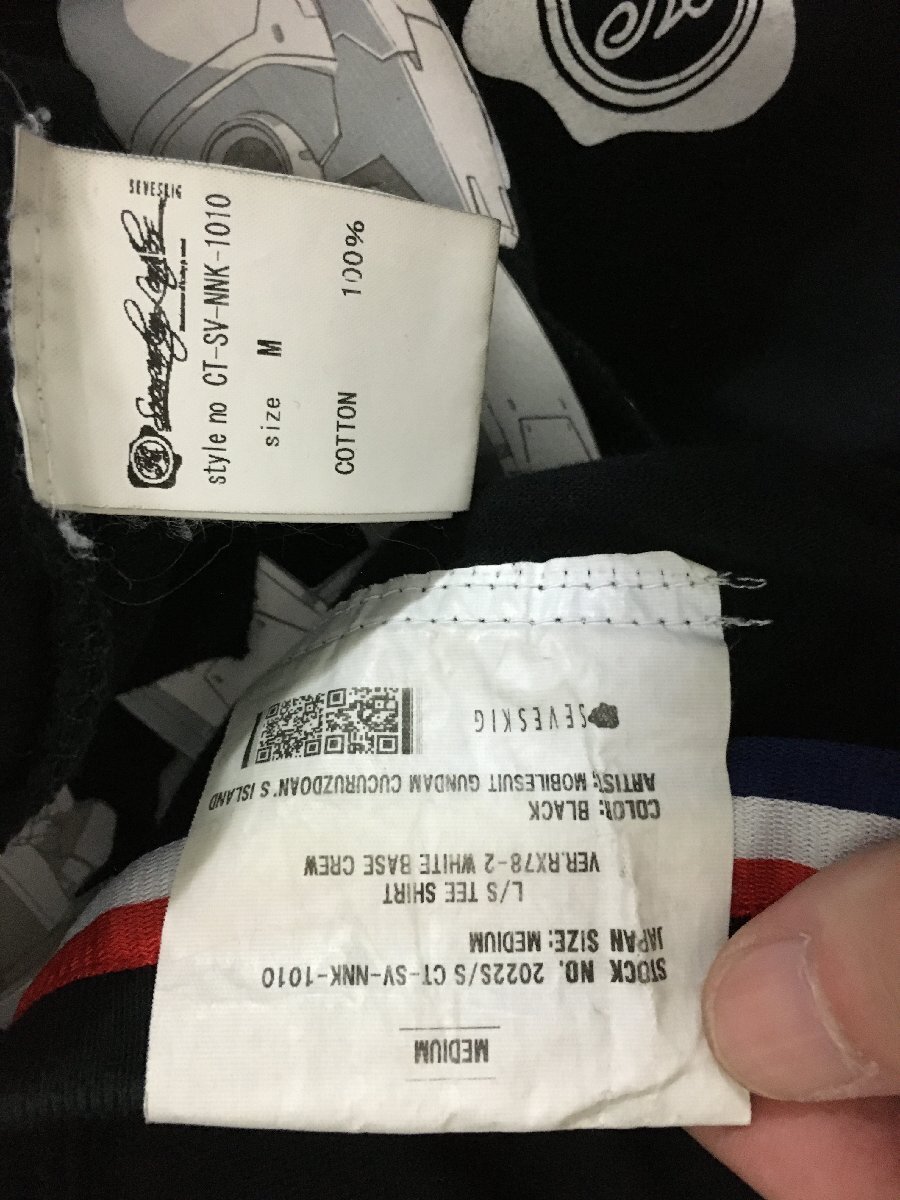 SEVESKIG
style no CT-SV-NNK-1010
size M
COTTON 100%
SEVESKIG
ARTIST: MOBILESUIT GUNDAM CUCURUZDOAN'S ISLAND
COLOR: BLACK
VER.RX78-2 WHITE BASE CREW
L/S TEE SHIRT
JAPAN SIZE: MEDIUM
STOCK NO. 2022S/S CT-SV-NNK-1010
MEDIUM